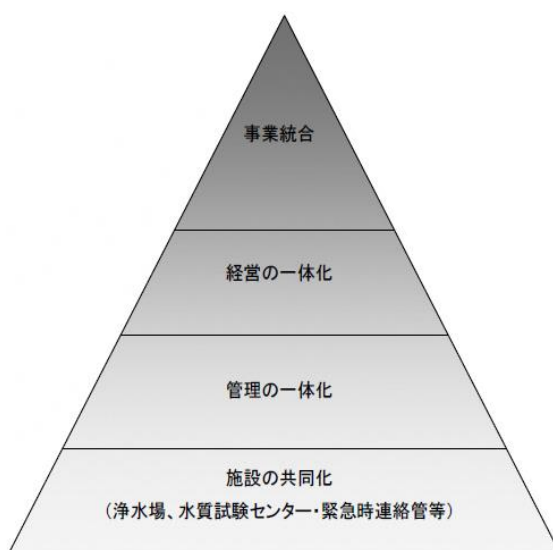 事業統合
経営の一体化
管理の一体化
施設の共同化
（浄水場、水質試験センター・緊急時連絡管等）